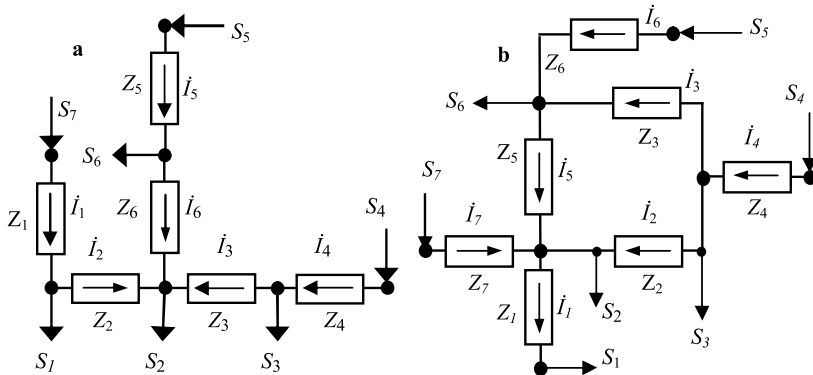 a
S₅
Z₅ İ₅
S₇
S₆
Z₁ İ₁ Z₆ İ₆ S₄
İ₂ İ₃ İ₄
Z₂ Z₃ Z₄
S₁ S₂ S₃
b
İ₆
S₅
Z₆
S₆ İ₃ S₄
Z₃
Z₅ İ₅ İ₄
S₇ Z₄
İ₇ İ₂
Z₇ Z₂
Z₁ İ₁ S₂ S₃
S₁